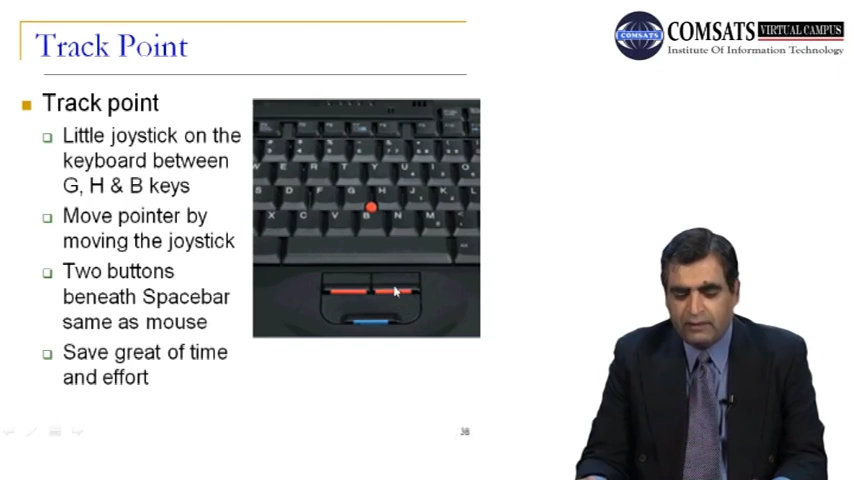 Track Point
COMSATS VIRTUAL CAMPUS
COMSATS
Institute Of Information Technology
Track point
Little joystick on the
keyboard between
G, H & B keys
Move pointer by
moving the joystick
Two buttons
beneath Spacebar
same as mouse
Save great of time
and effort
E R T Y U O
S D F G H J L
X C V B N M
38